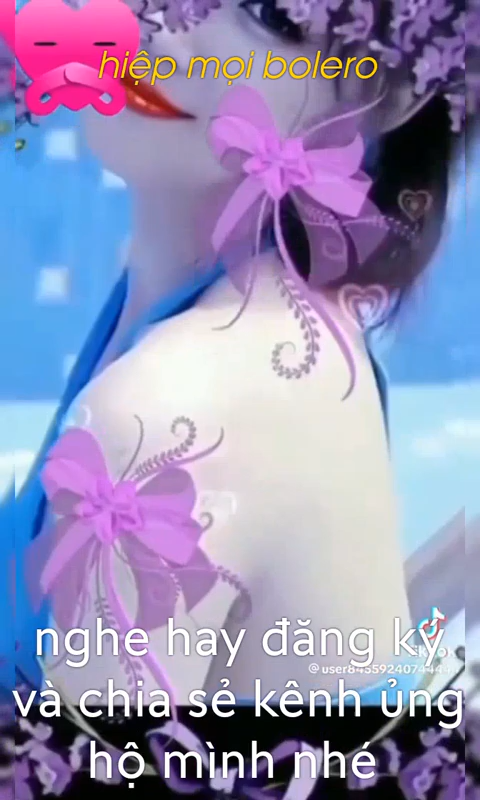 hiệp mọi bolero
nghe hay đăng ký
và chia sẻ kênh ủng
hộ mình nhé